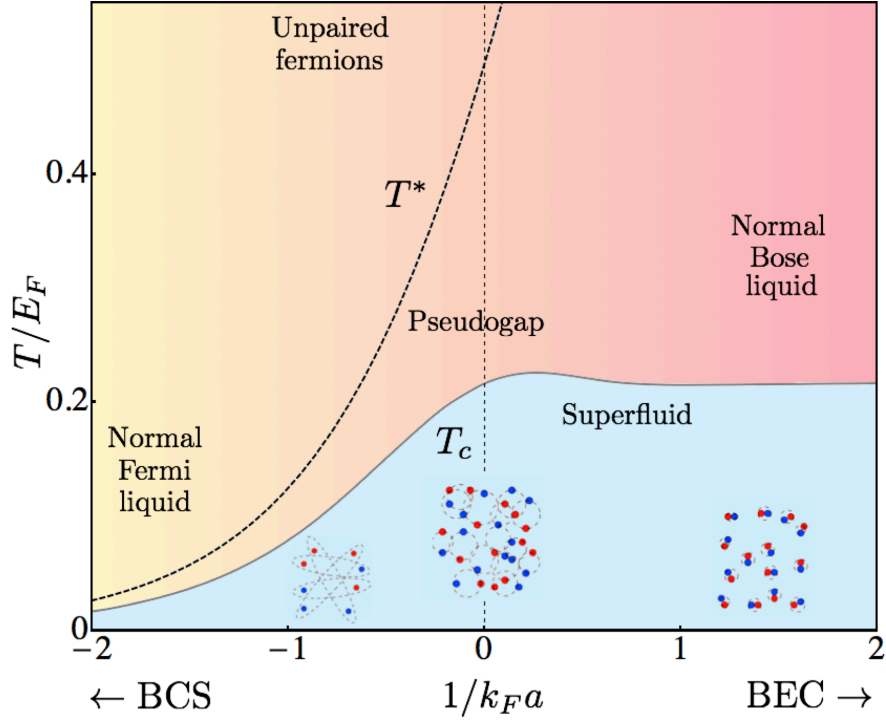 Unpaired
fermions
0.4
T*
Normal
Bose
liquid
T/E_F
Pseudogap
0.2
Superfluid
Normal
Fermi
liquid
T_c
0
−2
−1
0
1
2
← BCS
1/k_F a
BEC →